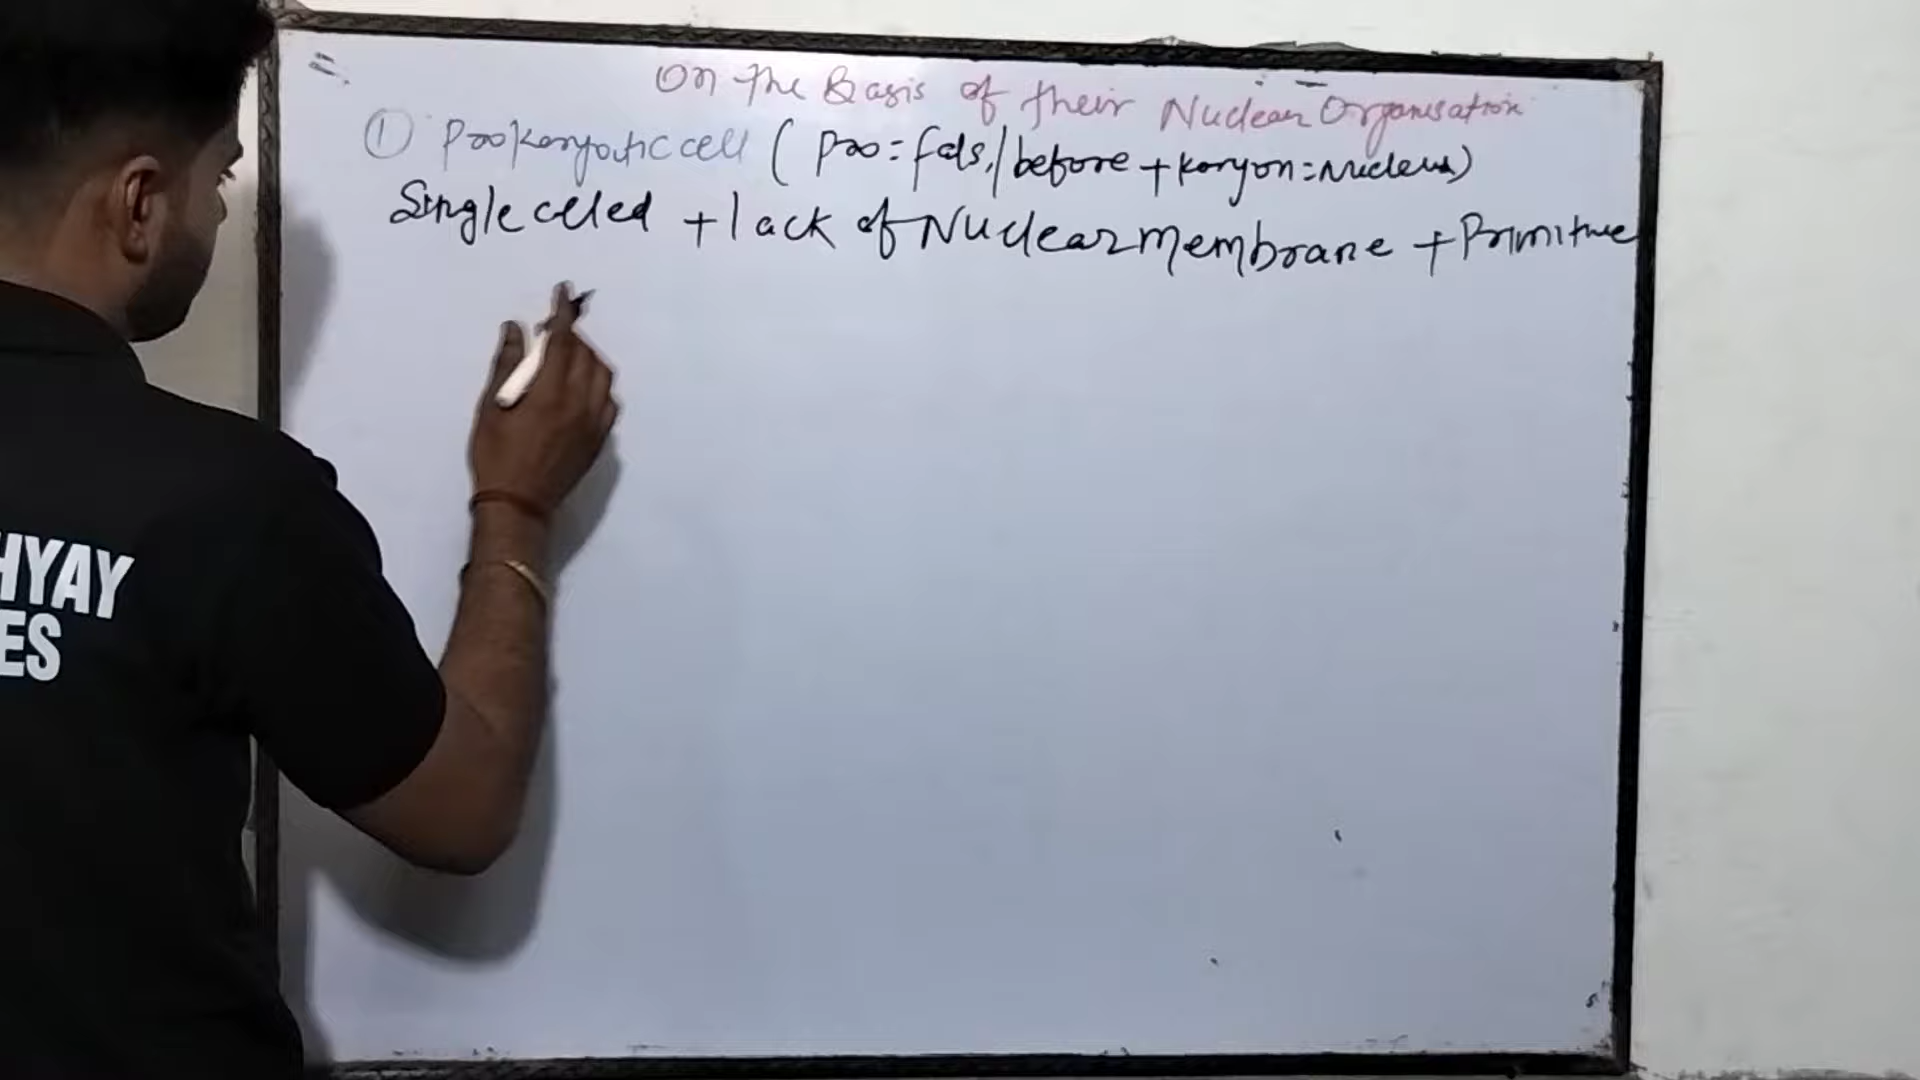 On The Basis of their Nuclear Organisation
① Prokaryotic cell ( Pro = fals, / before + karyon = Nucleus)
Single celled + lack of Nuclear membrane + Primitive
HYAY
ES